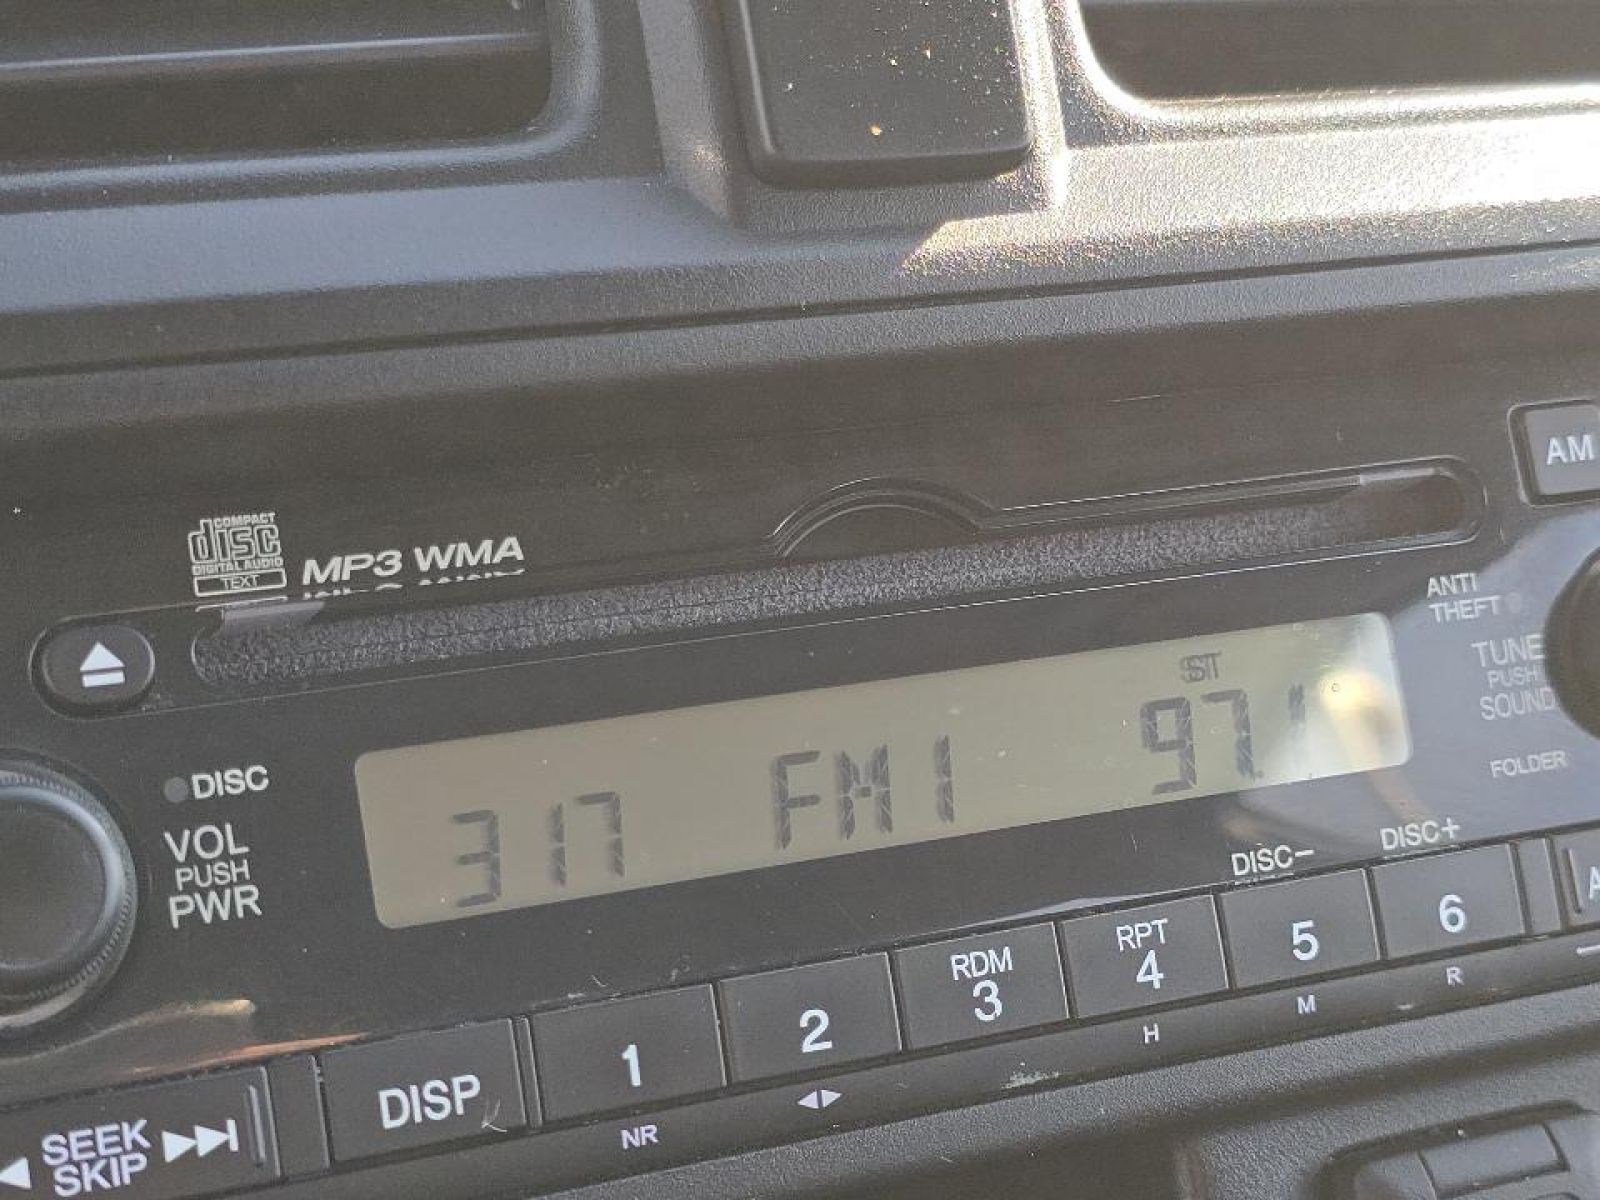 COMPACT
disc
DIGITAL AUDIO
TEXT
MP3 WMA
AM
ANTI
THEFT
TUNE
PUSH
SOUND
FOLDER
DISC
VOL
PUSH
PWR
ST
317 FM1 97.1
DISC-
DISC+
SEEK
SKIP
DISP
1
2
RDM
3
RPT
4
5
6
NR
H
M
R